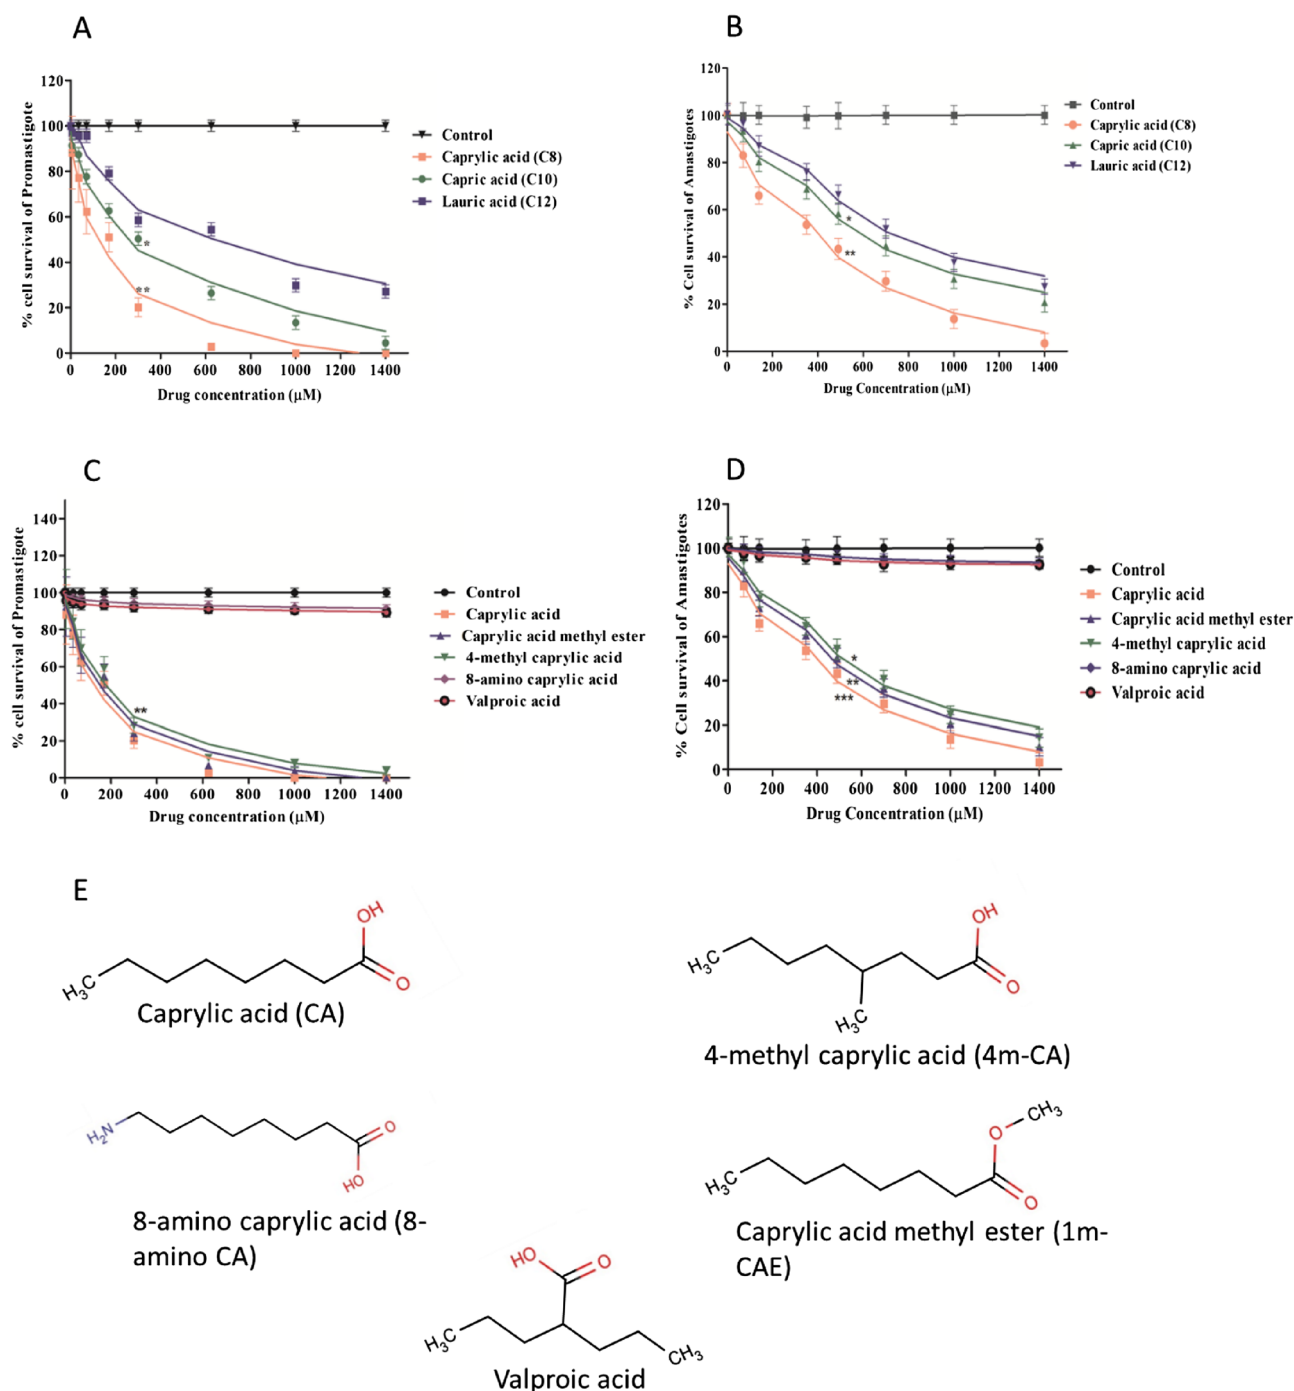 A
% cell survival of Promastigote
120
100
80
60
40
20
0
0 200 400 600 800 1000 1200 1400
Drug concentration (µM)
*
**
Control
Caprylic acid (C8)
Capric acid (C10)
Lauric acid (C12)
B
% Cell survival of Amastigotes
120
100
80
60
40
20
0
0 200 400 600 800 1000 1200 1400
Drug Concentration (µM)
*
**
Control
Caprylic acid (C8)
Capric acid (C10)
Lauric acid (C12)
C
% cell survival of Promastigote
140
120
100
80
60
40
20
0
0 200 400 600 800 1000 1200 1400
Drug concentration (µM)
**
Control
Caprylic acid
Caprylic acid methyl ester
4-methyl caprylic acid
8-amino caprylic acid
Valproic acid
D
% Cell survival of Amastigotes
120
100
80
60
40
20
0
0 200 400 600 800 1000 1200 1400
Drug Concentration (µM)
*
**
***
Control
Caprylic acid
Caprylic acid methyl ester
4-methyl caprylic acid
8-amino caprylic acid
Valproic acid
E
H3C
OH
O
Caprylic acid (CA)
H3C
H3C
OH
O
4-methyl caprylic acid (4m-CA)
H2N
O
HO
8-amino caprylic acid (8-
amino CA)
H3C
O
CH3
O
Caprylic acid methyl ester (1m-
CAE)
HO
O
H3C
CH3
Valproic acid